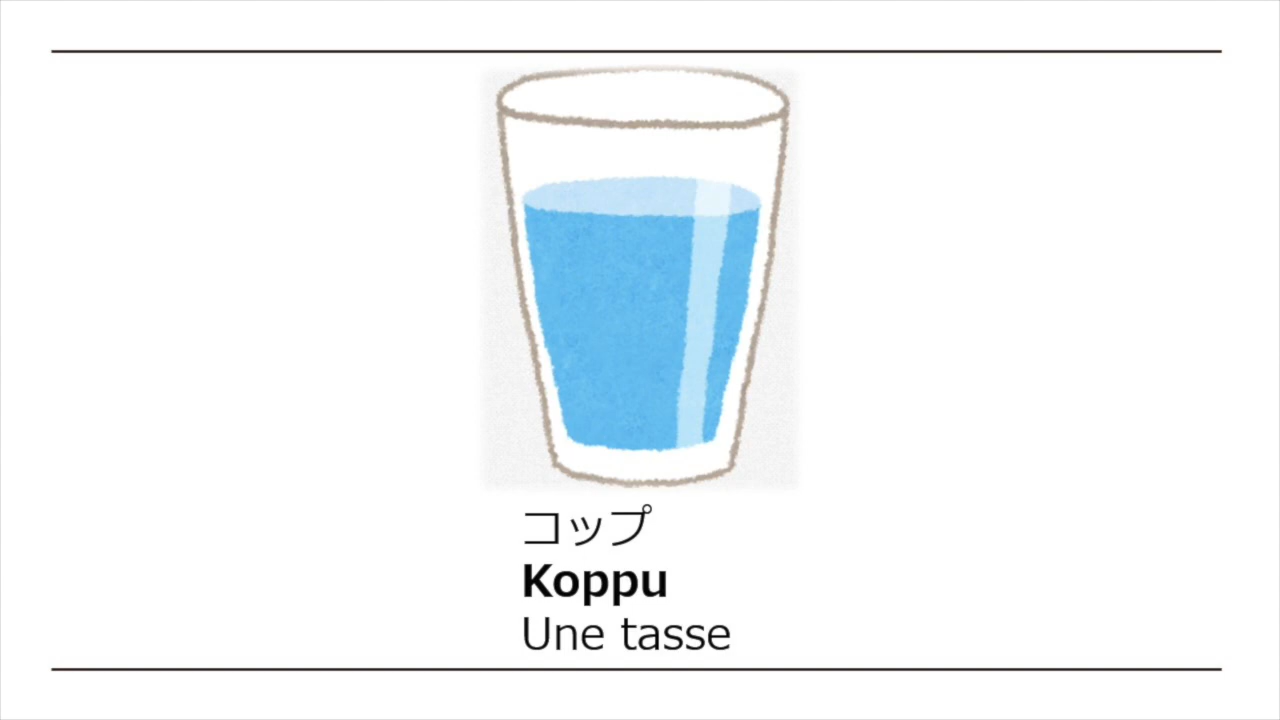 コップ
Koppu
Une tasse